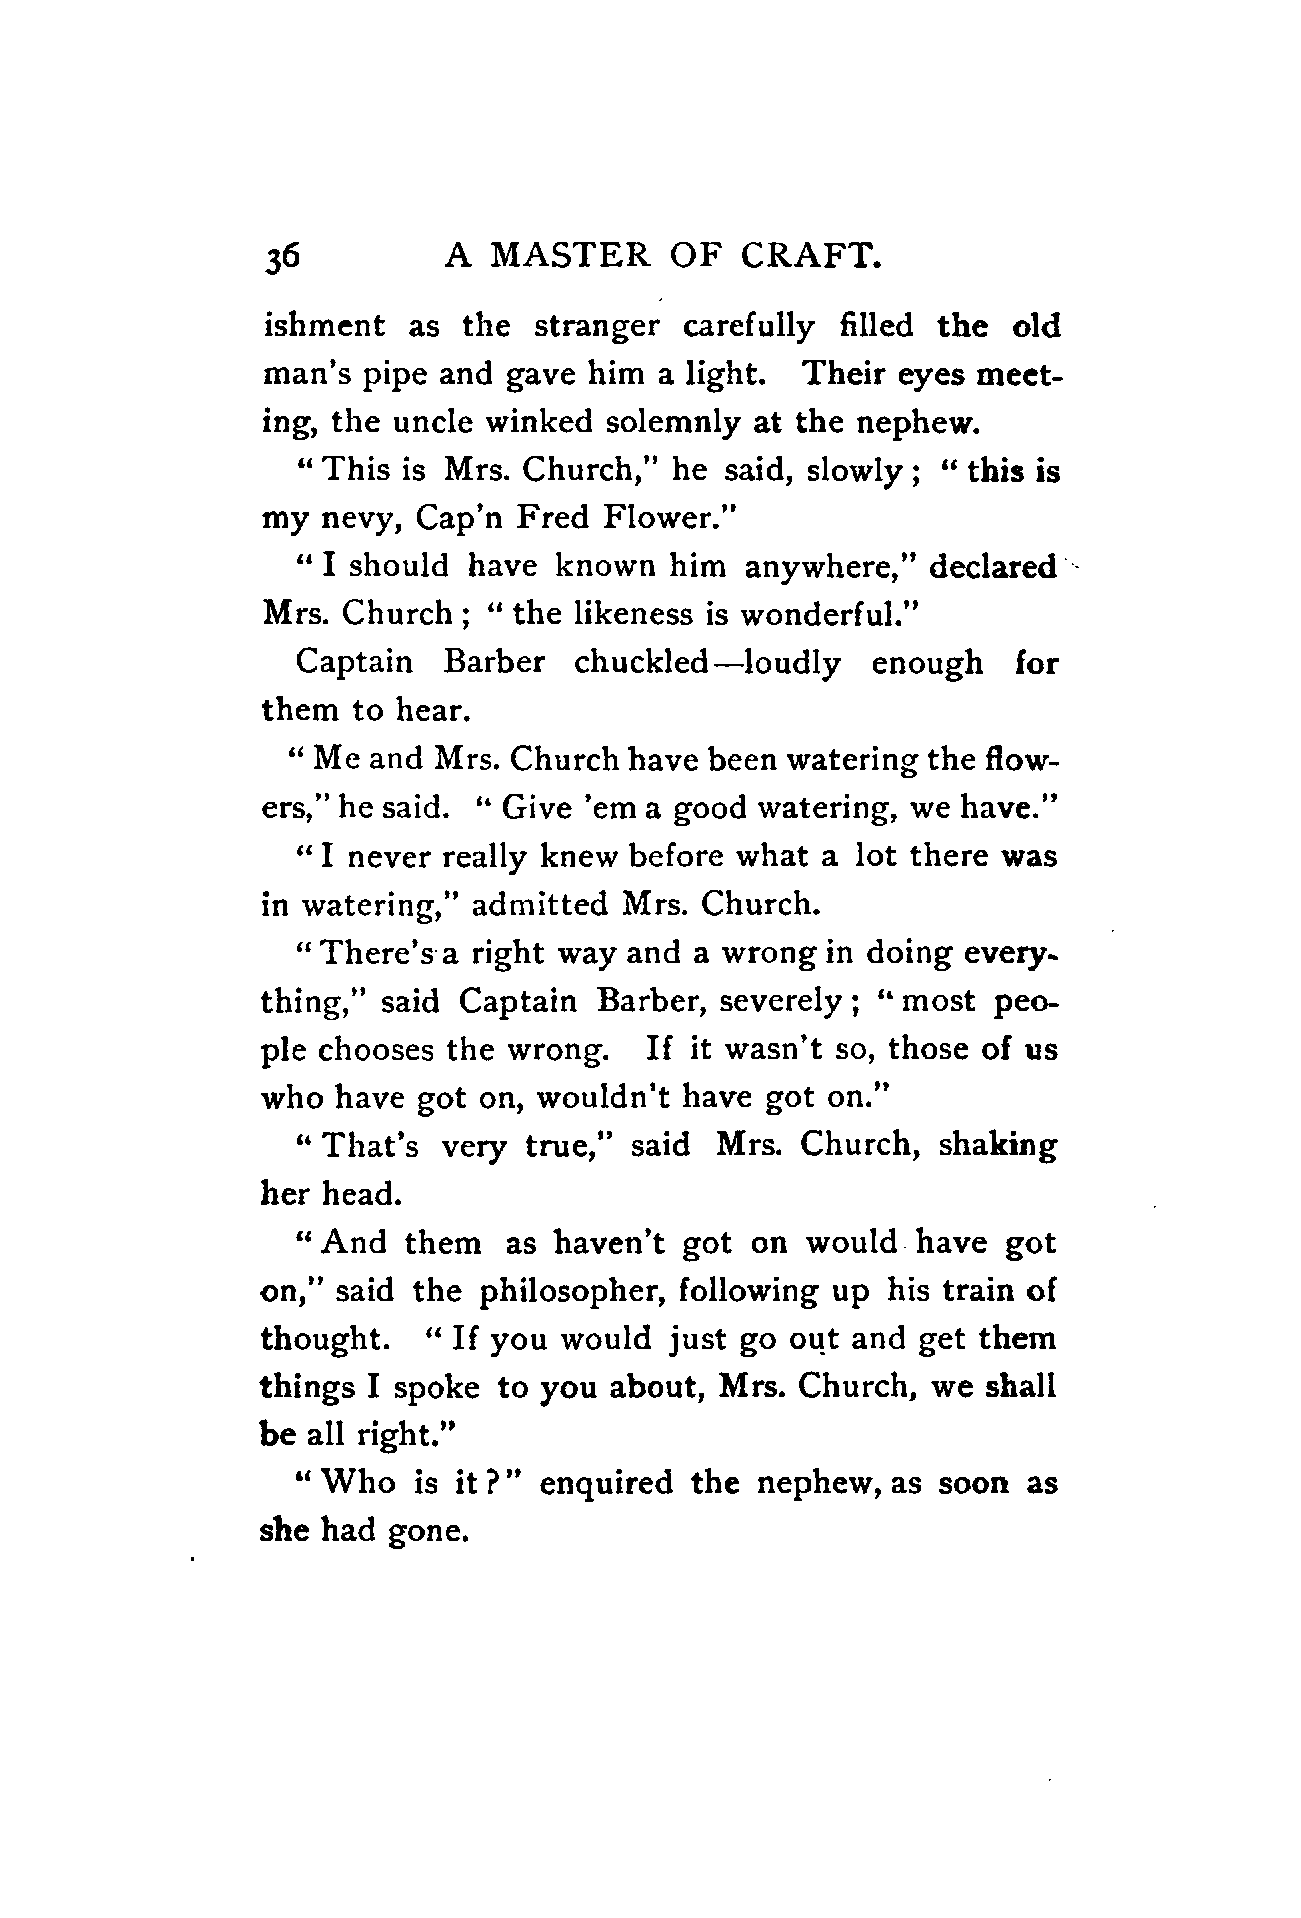 36 A MASTER OF CRAFT.
ishment as the stranger carefully filled the old
man's pipe and gave him a light. Their eyes meet-
ing, the uncle winked solemnly at the nephew.
"This is Mrs. Church," he said, slowly; "this is
my nevy, Cap'n Fred Flower."
"I should have known him anywhere," declared
Mrs. Church; "the likeness is wonderful."
Captain Barber chuckled—loudly enough for
them to hear.
"Me and Mrs. Church have been watering the flow-
ers," he said. "Give 'em a good watering, we have."
"I never really knew before what a lot there was
in watering," admitted Mrs. Church.
"There's a right way and a wrong in doing every-
thing," said Captain Barber, severely; "most peo-
ple chooses the wrong. If it wasn't so, those of us
who have got on, wouldn't have got on."
"That's very true," said Mrs. Church, shaking
her head.
"And them as haven't got on would have got
on," said the philosopher, following up his train of
thought. "If you would just go out and get them
things I spoke to you about, Mrs. Church, we shall
be all right."
"Who is it?" enquired the nephew, as soon as
she had gone.